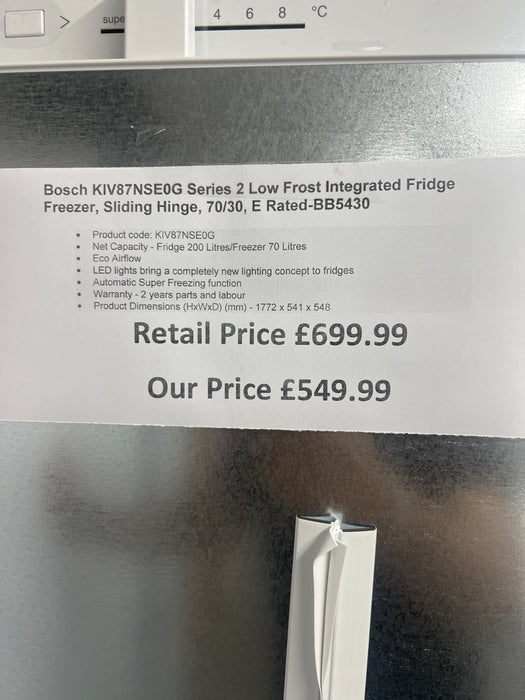 supe
4 6 8 °C
Bosch KIV87NSE0G Series 2 Low Frost Integrated Fridge
Freezer, Sliding Hinge, 70/30, E Rated-BB5430
• Product code: KIV87NSE0G
• Net Capacity - Fridge 200 Litres/Freezer 70 Litres
• Eco Airflow
• LED lights bring a completely new lighting concept to fridges
• Automatic Super Freezing function
• Warranty - 2 years parts and labour
• Product Dimensions (HxWxD) (mm) - 1772 x 541 x 548
Retail Price £699.99
Our Price £549.99